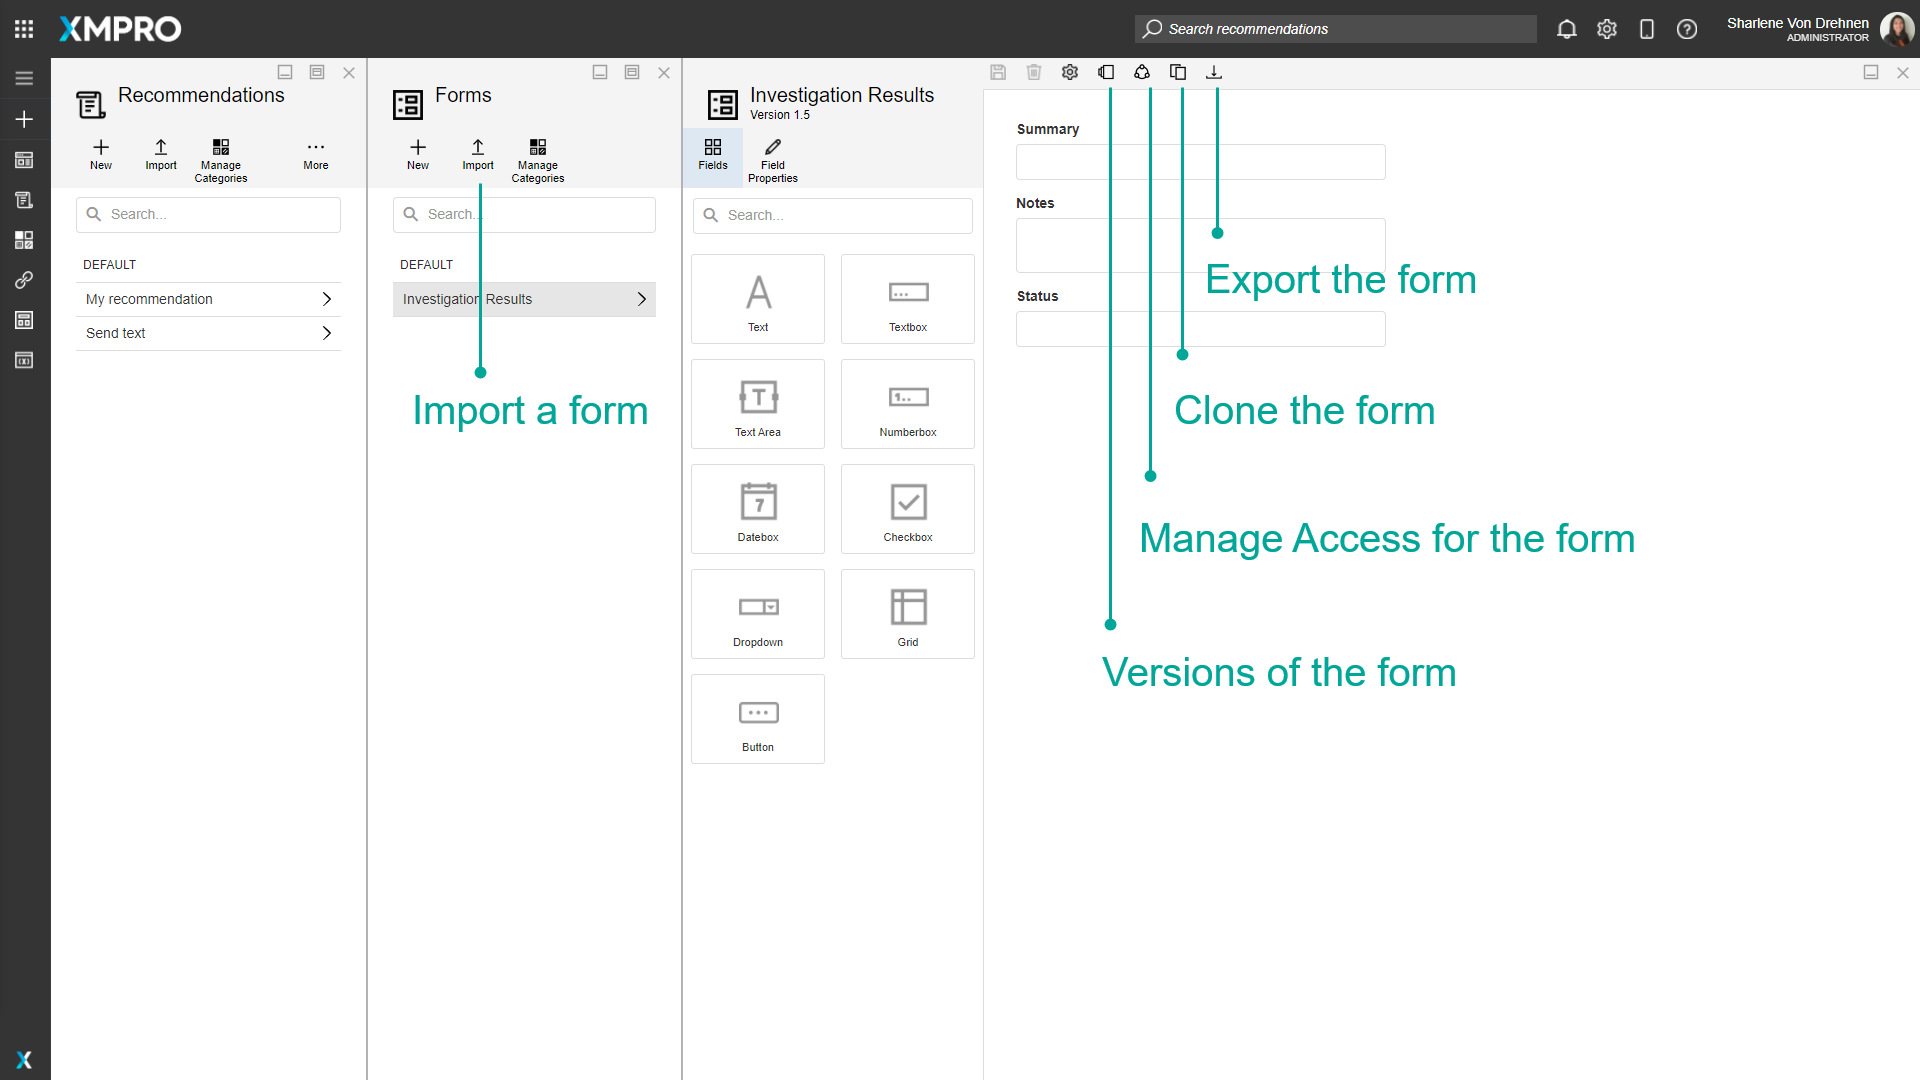 XMPRO
Search recommendations
Sharlene Von Drehnen
ADMINISTRATOR
Recommendations
New
Import
Manage
Categories
More
Search...
DEFAULT
My recommendation
Send text
Forms
New
Import
Manage
Categories
Search...
DEFAULT
Investigation Results
Import a form
Investigation Results
Version 1.5
Fields
Field
Properties
Search...
A
Text
Textbox
T
Text Area
1..
Numberbox
7
Datebox
Checkbox
Dropdown
Grid
Button
Summary
Notes
Status
Export the form
Clone the form
Manage Access for the form
Versions of the form
X